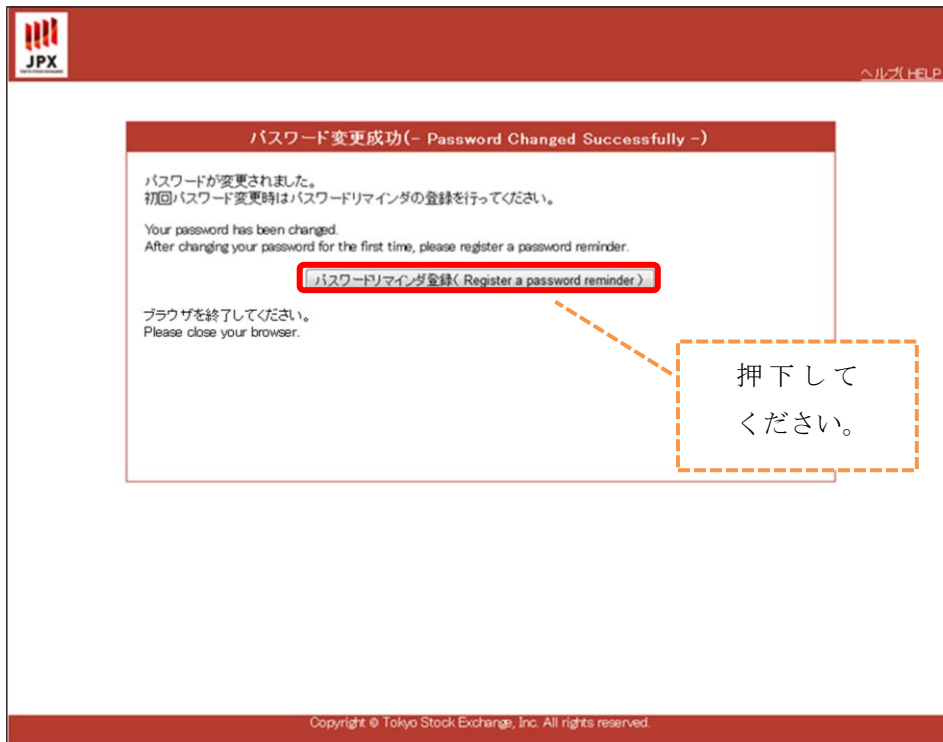 JPX
ヘルプ( HELP
パスワード変更成功(- Password Changed Successfully -)
パスワードが変更されました。
初回パスワード変更時はパスワードリマインダの登録を行ってください。
Your password has been changed.
After changing your password for the first time, please register a password reminder.
パスワードリマインダ登録( Register a password reminder )
ブラウザを終了してください。
Please close your browser.
押下して
ください。
Copyright © Tokyo Stock Exchange, Inc. All rights reserved.